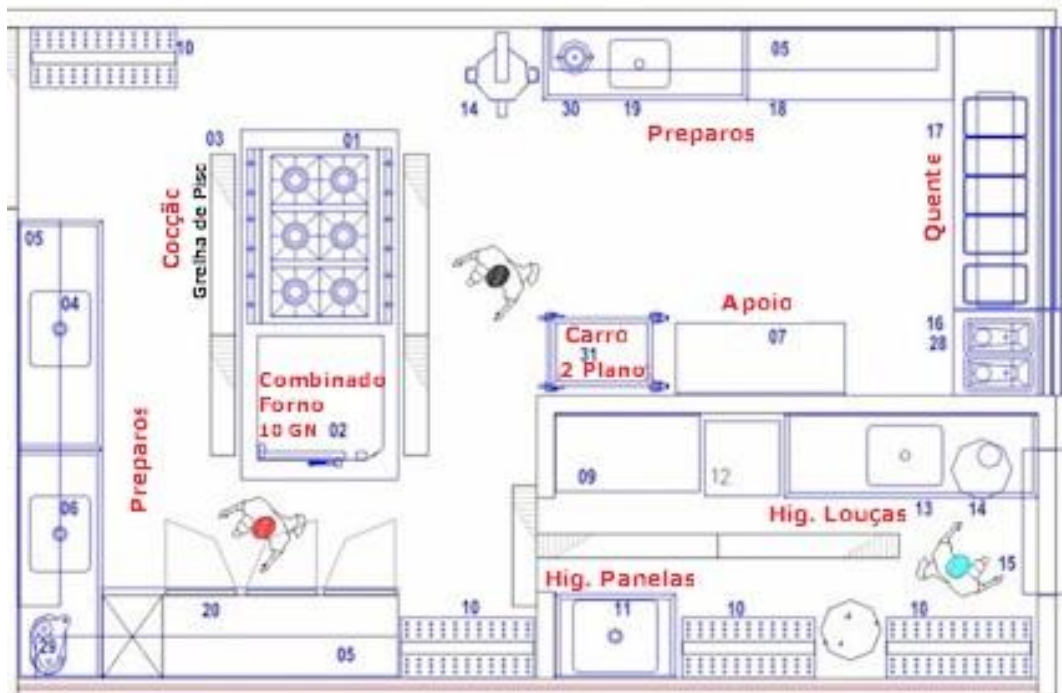 10
05
14
30
19
18
Preparos
17
Quente
03
01
Cocção
Grelha de Piso
05
04
Apoio
07
16
28
Carro
31
2 Plano
Combinado
Forno
10 GN 02
Preparos
06
09
12
13
14
Hig. Louças
15
Hig. Panelas
20
05
10
11
10
10
29